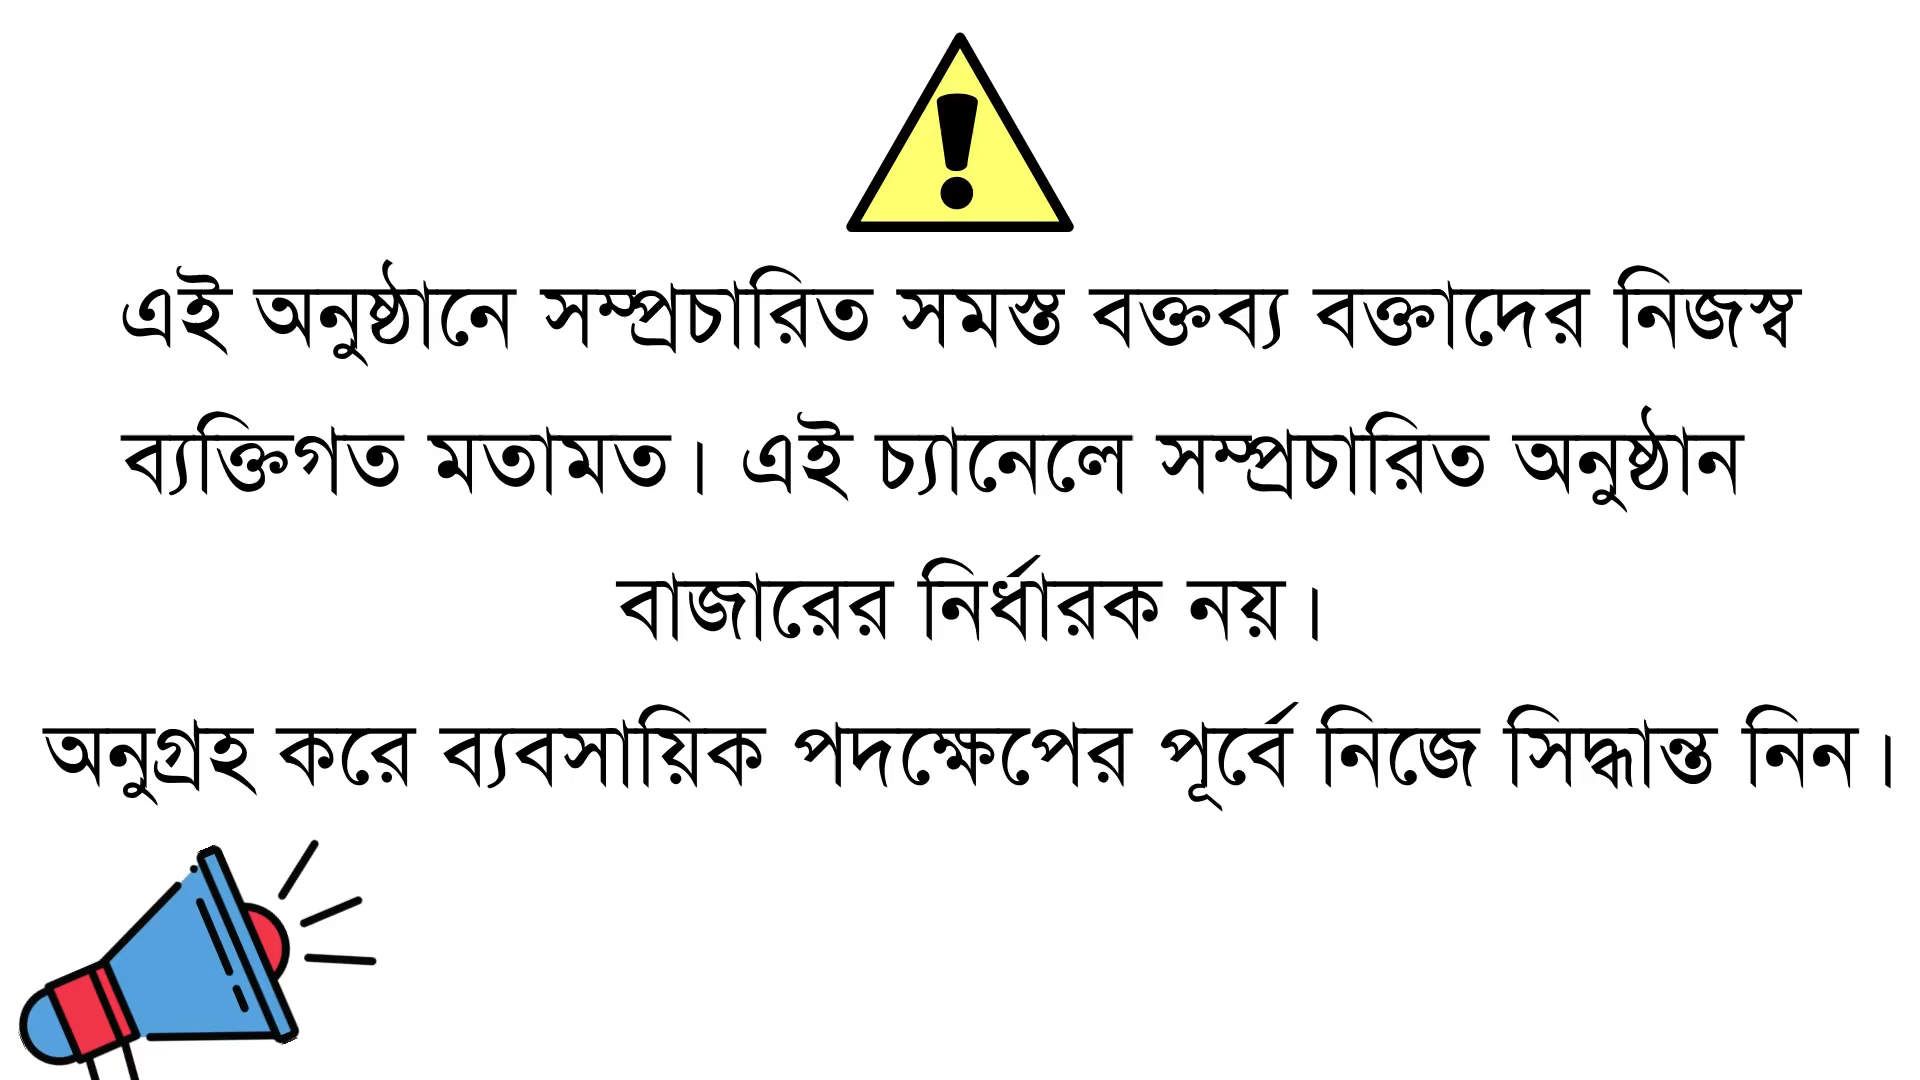 এই অনুষ্ঠানে সম্প্রচারিত সমস্ত বক্তব্য বক্তাদের নিজস্ব
ব্যক্তিগত মতামত। এই চ্যানেলে সম্প্রচারিত অনুষ্ঠান
বাজারের নির্ধারক নয়।
অনুগ্রহ করে ব্যবসায়িক পদক্ষেপের পূর্বে নিজে সিদ্ধান্ত নিন।